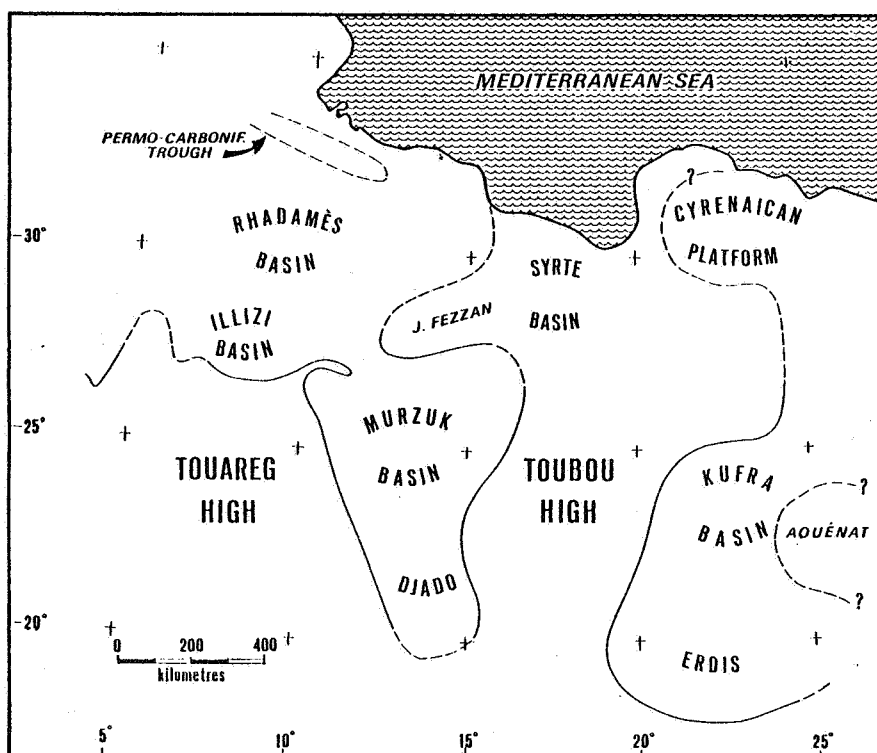 MEDITERRANEAN SEA
PERMO-CARBONIF.
TROUGH
?
CYRENAICAN
PLATFORM
RHADAMÈS
BASIN
-30°
SYRTE
BASIN
J. FEZZAN
ILLIZI
BASIN
-25°
MURZUK
BASIN
TOUAREG
HIGH
TOUBOU
HIGH
KUFRA
BASIN
?
AOUÉNAT
?
DJADO
-20°
0 200 400
kilometres
ERDIS
5° 10° 15° 20° 25°